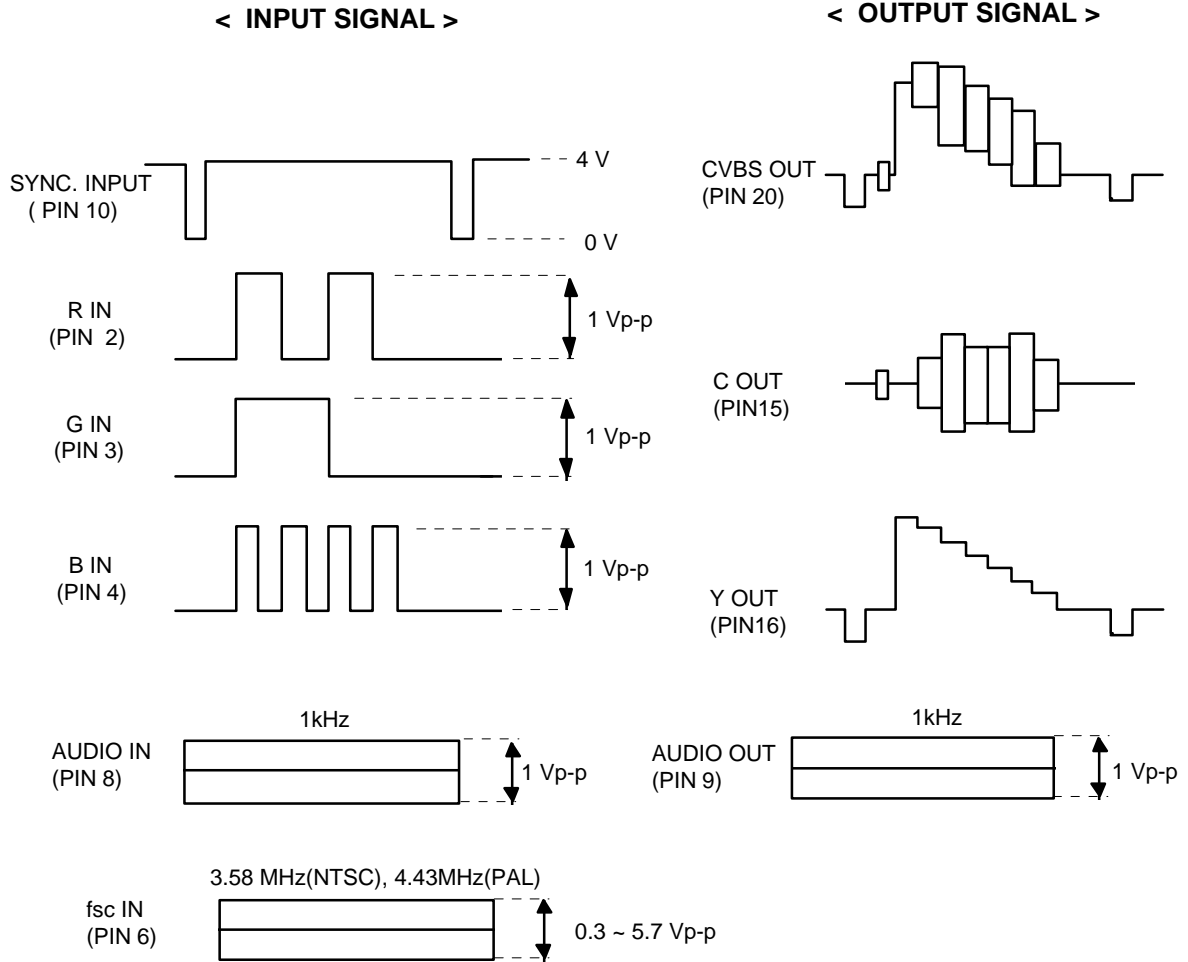 < INPUT SIGNAL >
SYNC. INPUT
( PIN 10)
4 V
0 V
R IN
(PIN 2)
1 Vp-p
G IN
(PIN 3)
1 Vp-p
B IN
(PIN 4)
1 Vp-p
1kHz
AUDIO IN
(PIN 8)
1 Vp-p
3.58 MHz(NTSC), 4.43MHz(PAL)
fsc IN
(PIN 6)
0.3 ~ 5.7 Vp-p
< OUTPUT SIGNAL >
CVBS OUT
(PIN 20)
C OUT
(PIN15)
Y OUT
(PIN16)
1kHz
AUDIO OUT
(PIN 9)
1 Vp-p